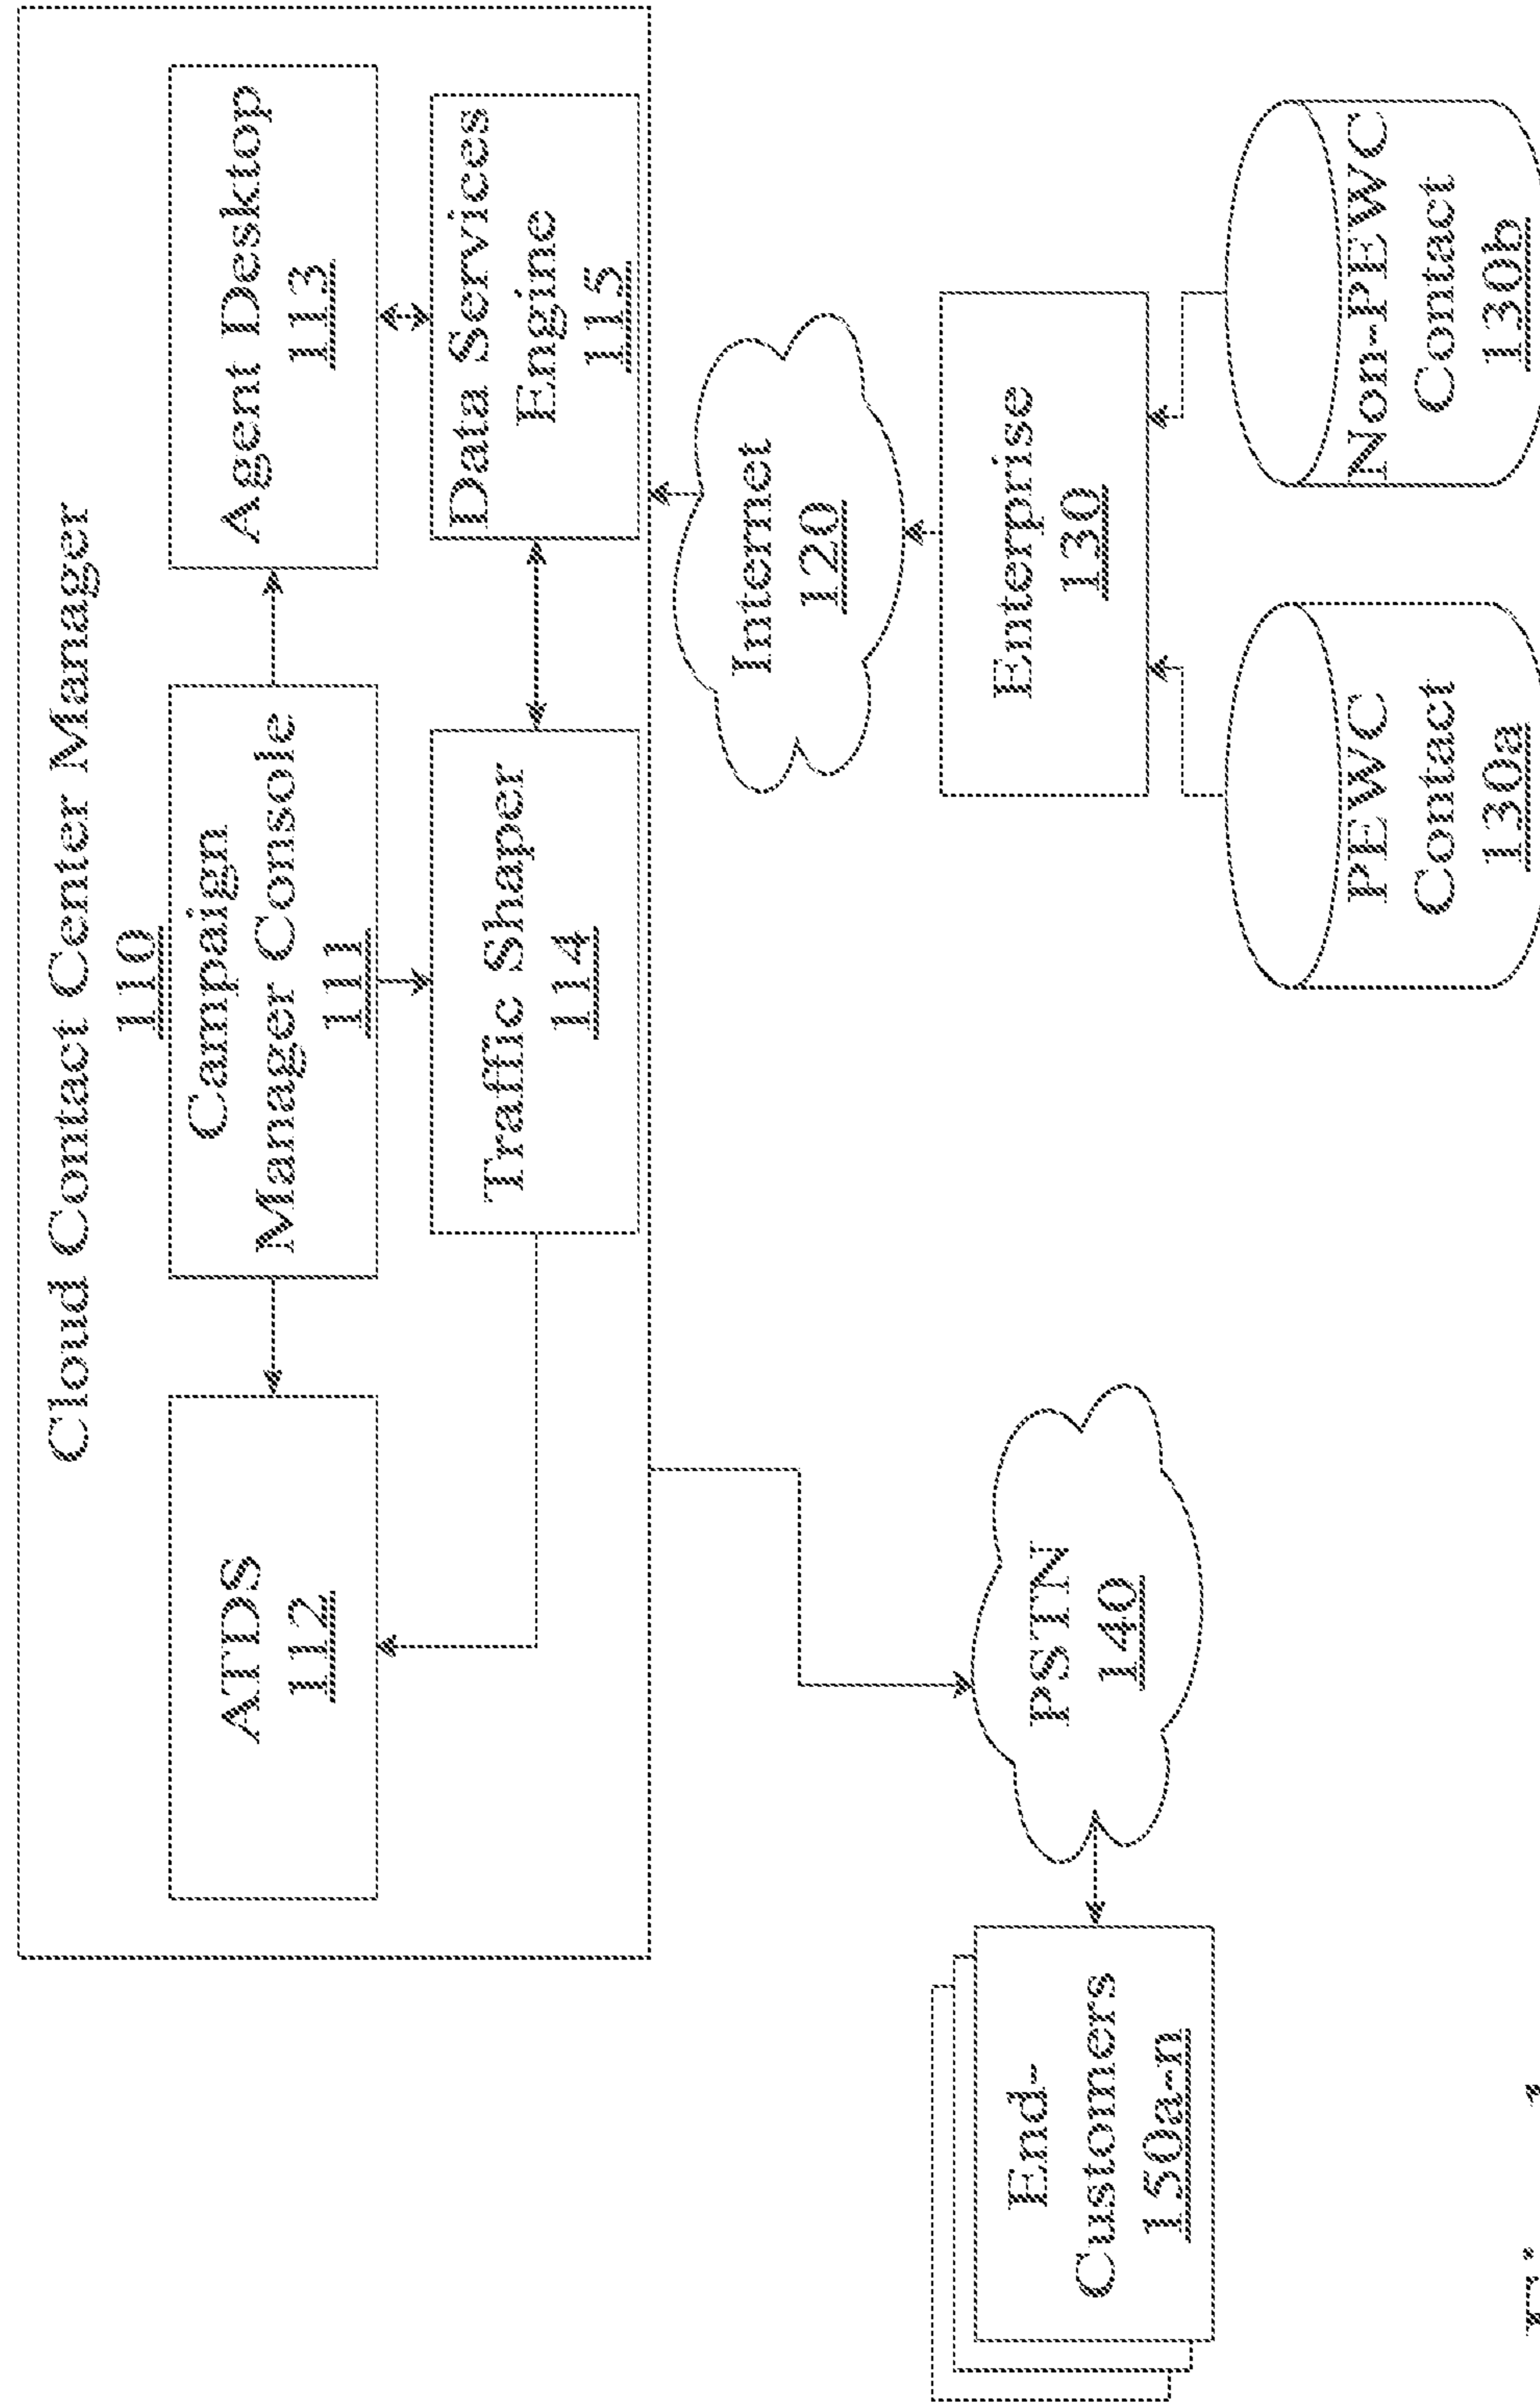 Cloud Contact Center Manager
110
ATDS
112
Campaign
Manager Console
111
Agent Desktop
113
Traffic Shaper
114
Data Services
Engine
115
Internet
120
Enterprise
130
PEWC
Contact
130a
Non-PEWC
Contact
130b
PSTN
140
End-
Customers
150a-n